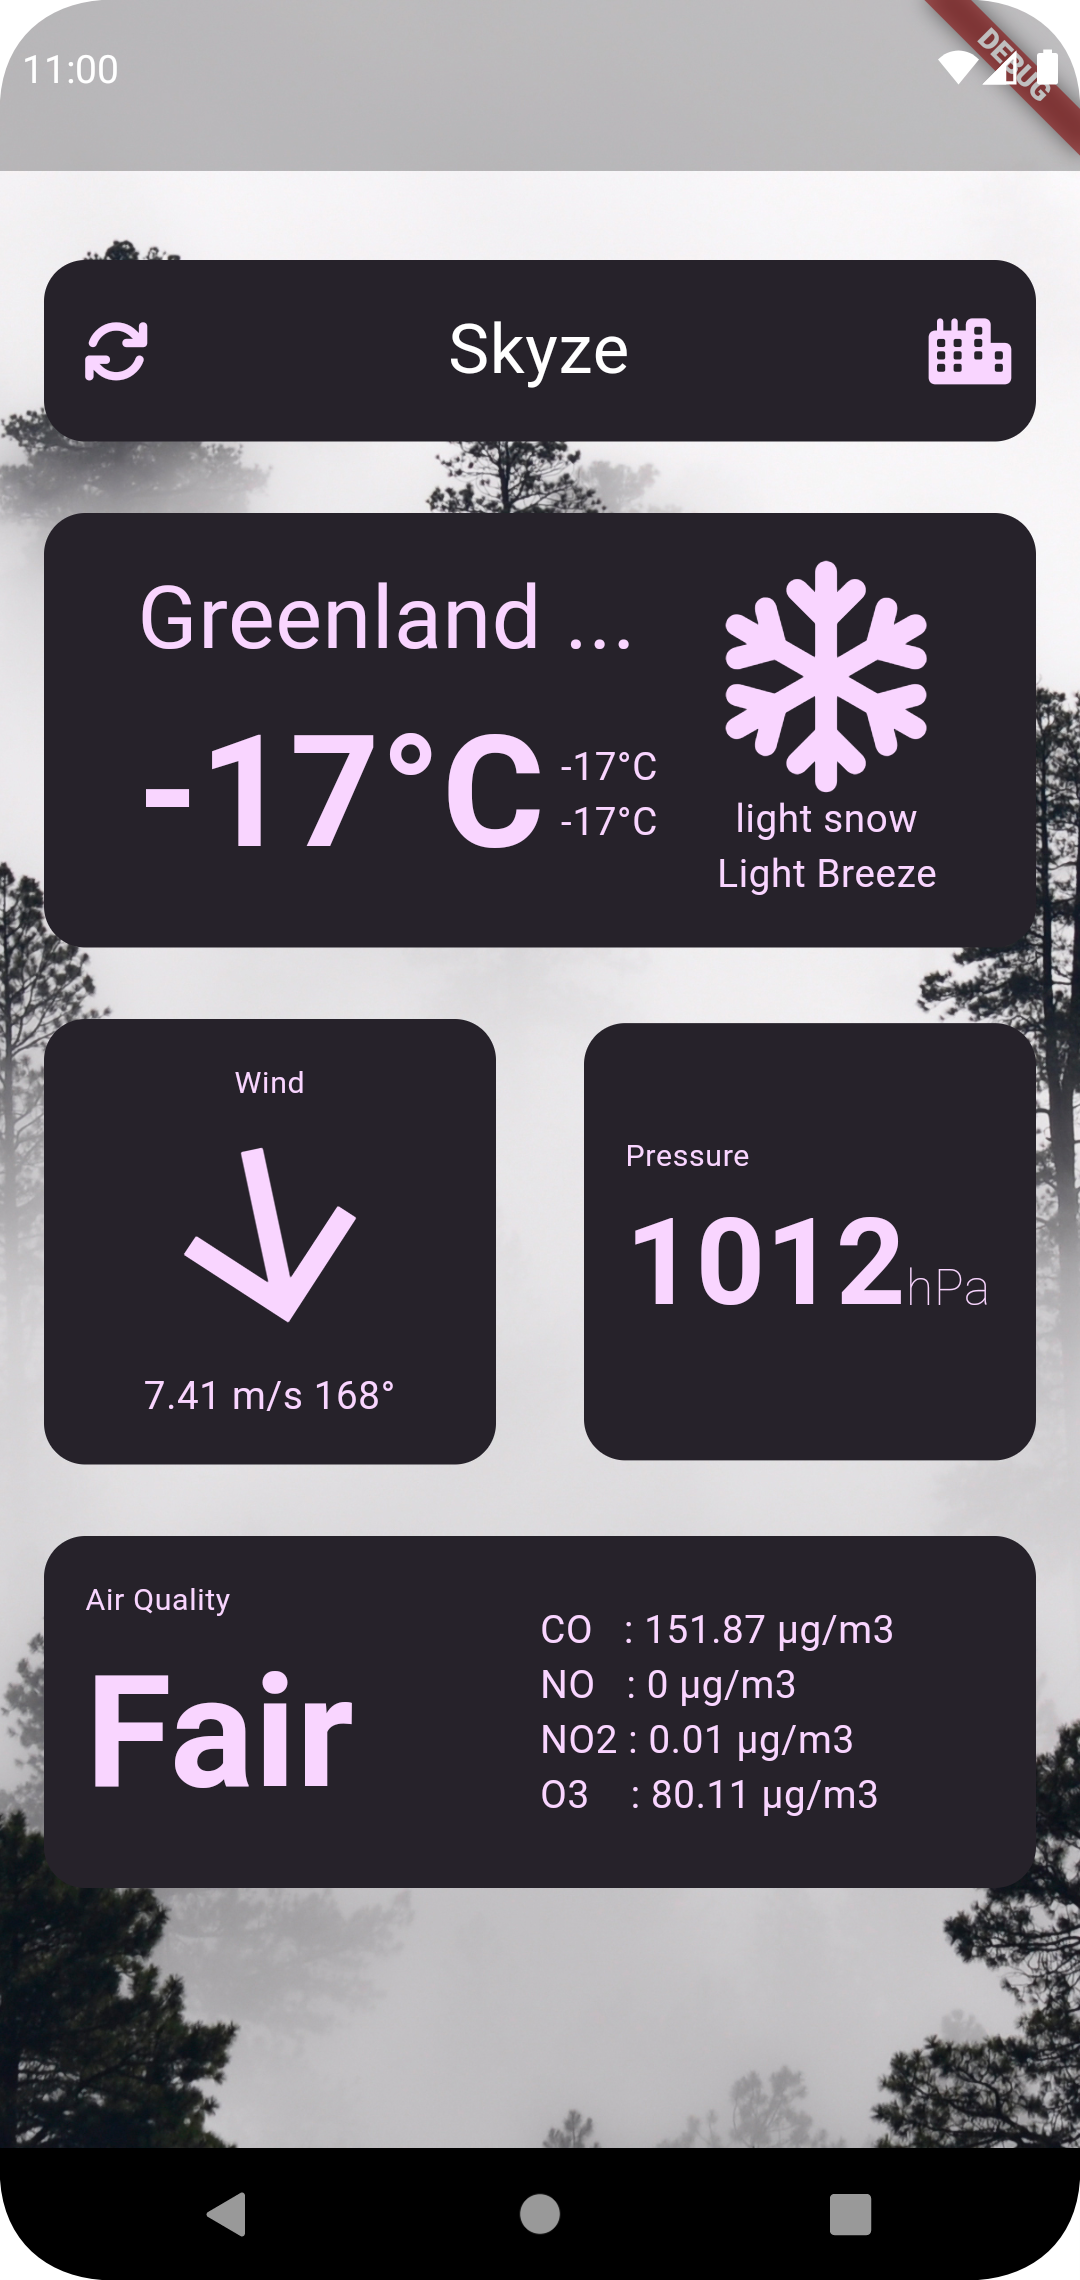 11:00
DEBUG
Skyze
Greenland ...
-17°C
-17°C
-17°C
light snow
Light Breeze
Wind
7.41 m/s 168°
Pressure
1012hPa
Air Quality
Fair
CO : 151.87 µg/m3
NO : 0 µg/m3
NO2 : 0.01 µg/m3
O3 : 80.11 µg/m3